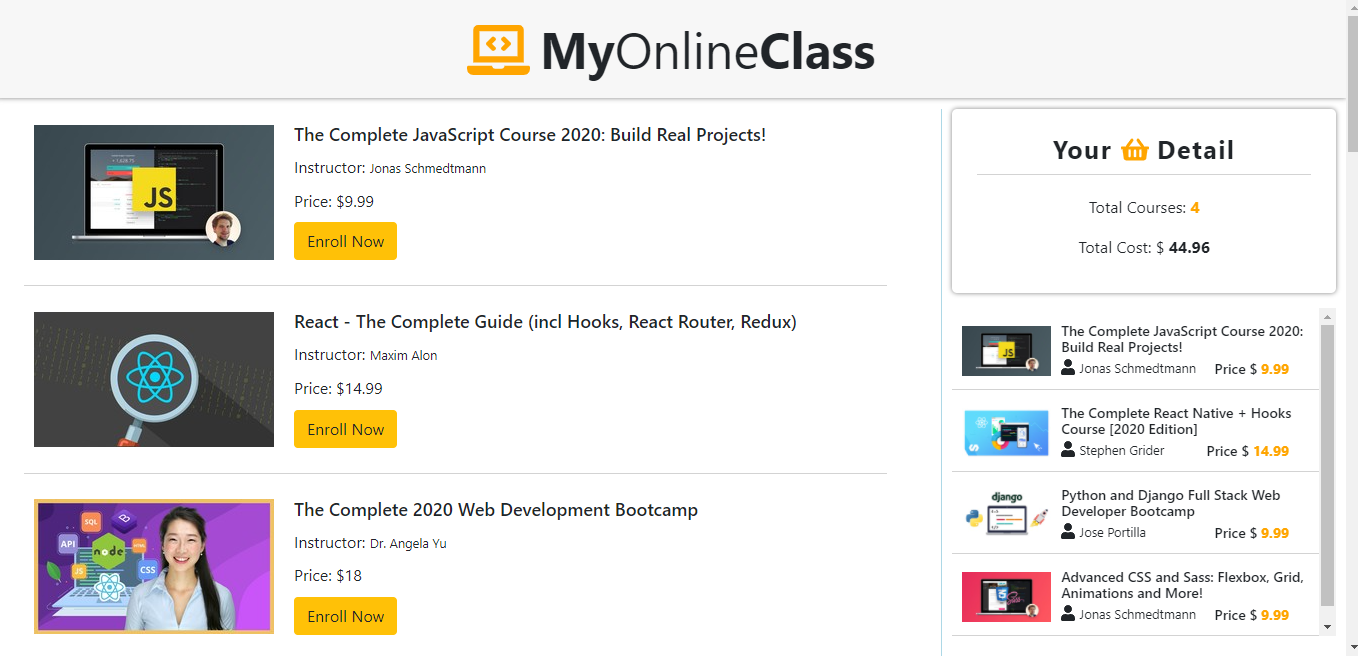 MyOnlineClass
JS
The Complete JavaScript Course 2020: Build Real Projects!
Instructor: Jonas Schmedtmann
Price: $9.99
Enroll Now
React - The Complete Guide (incl Hooks, React Router, Redux)
Instructor: Maxim Alon
Price: $14.99
Enroll Now
SQL
API
node
HTML
JS
CSS
The Complete 2020 Web Development Bootcamp
Instructor: Dr. Angela Yu
Price: $18
Enroll Now
Your Detail
Total Courses: 4
Total Cost: $ 44.96
JS
The Complete JavaScript Course 2020:
Build Real Projects!
Jonas Schmedtmann Price $ 9.99
The Complete React Native + Hooks
Course [2020 Edition]
Stephen Grider Price $ 14.99
django
Python and Django Full Stack Web
Developer Bootcamp
Jose Portilla Price $ 9.99
Advanced CSS and Sass: Flexbox, Grid,
Animations and More!
Jonas Schmedtmann Price $ 9.99